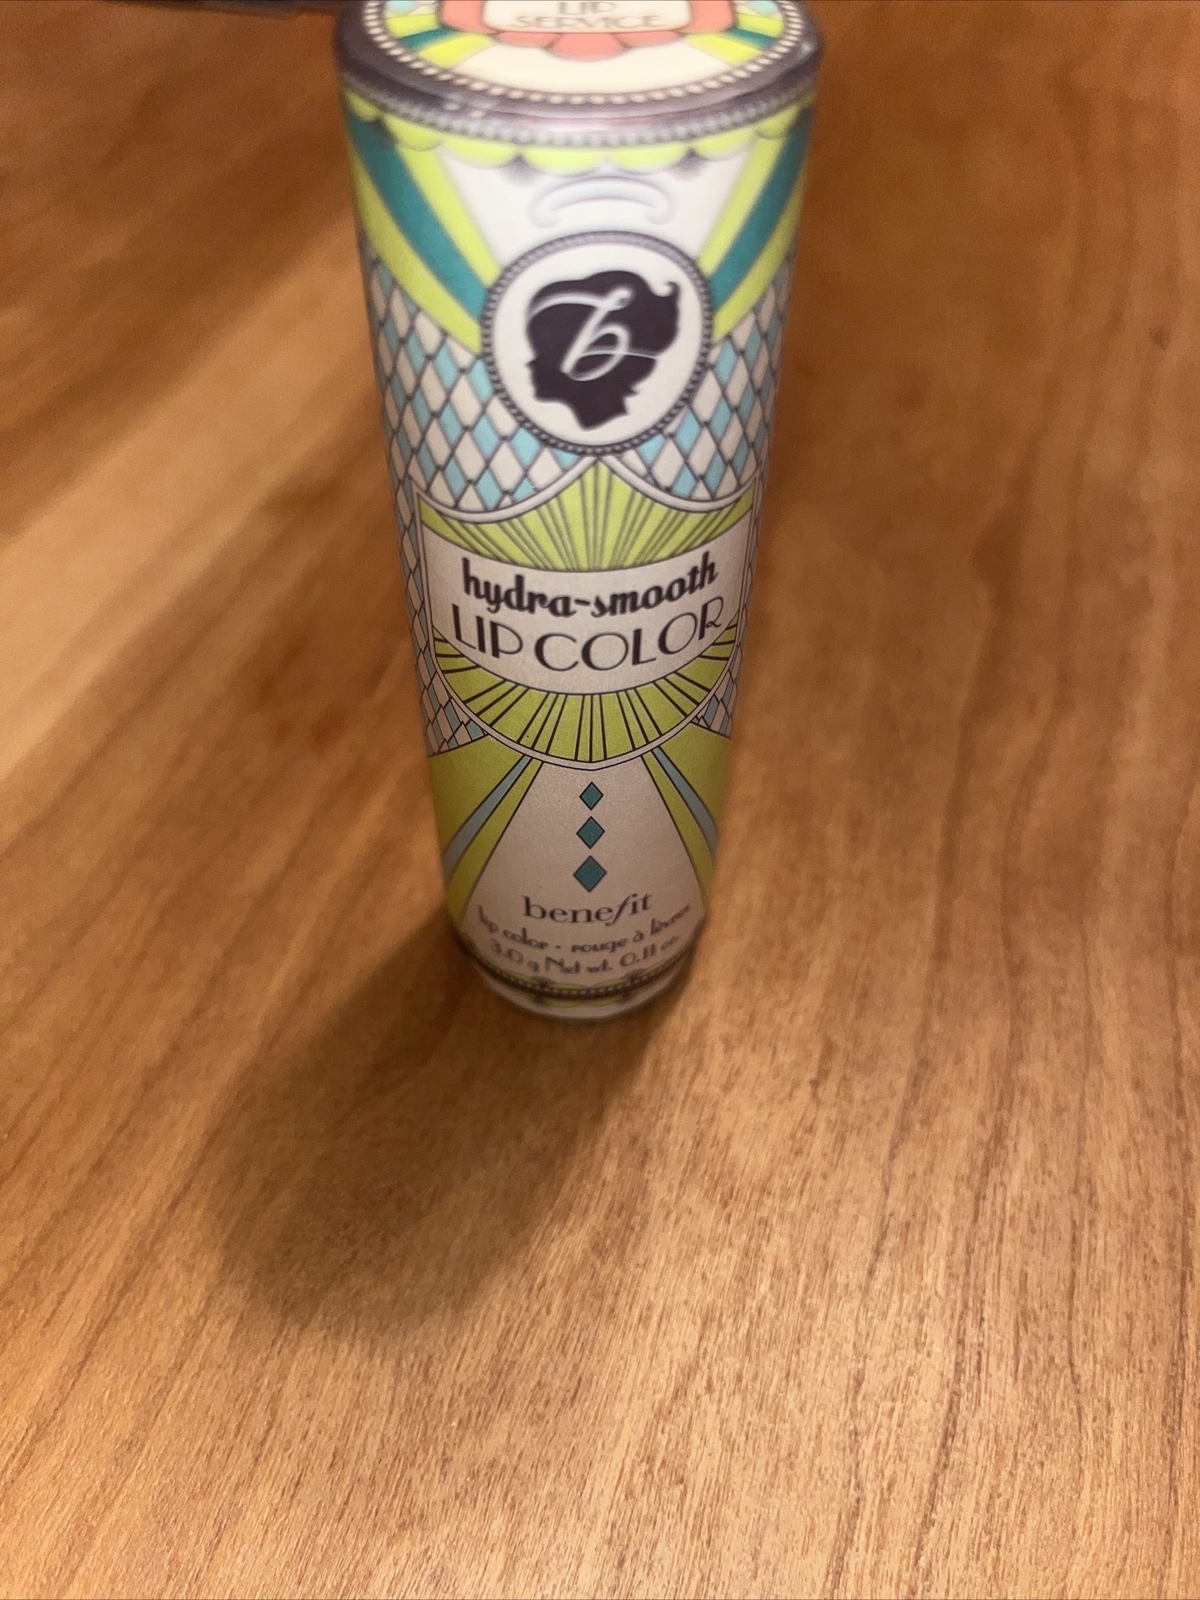 LIP
SERVICE
b
hydra-smooth
LIP COLOR
benefit
lip color · rouge à lèvres
3.0 g Net wt. 0.11 oz.